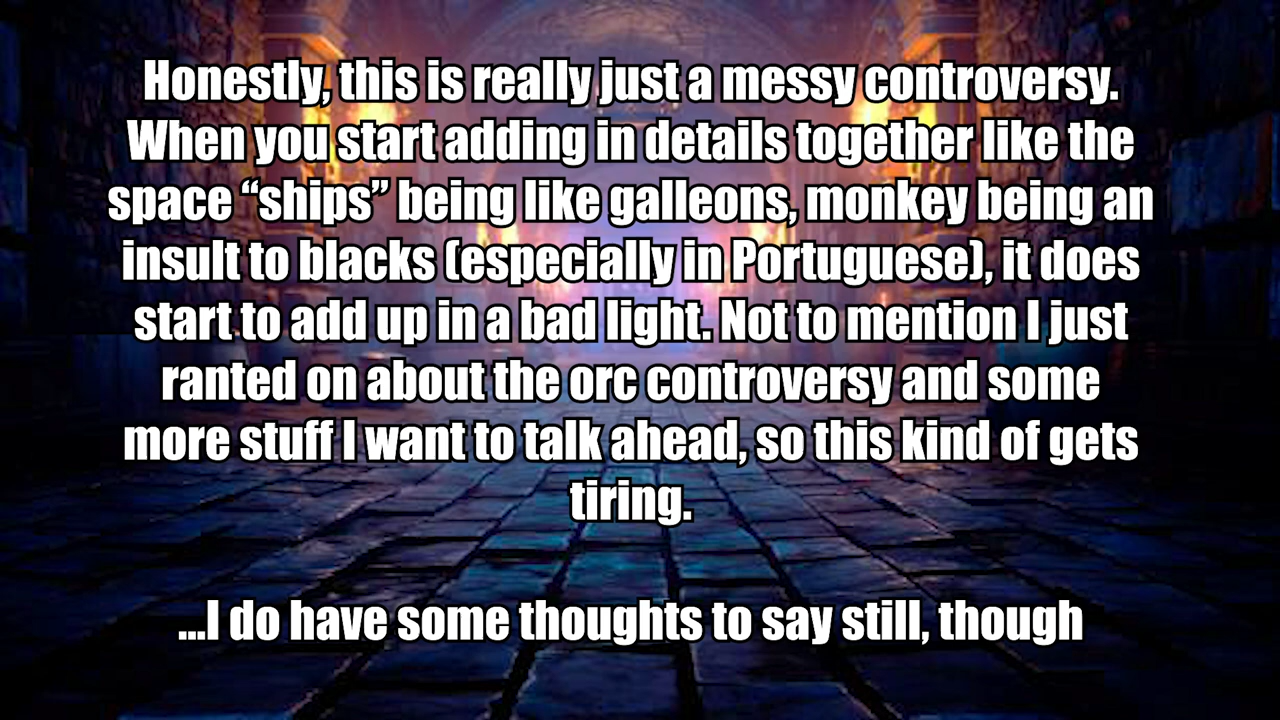 Honestly, this is really just a messy controversy.
When you start adding in details together like the
space “ships” being like galleons, monkey being an
insult to blacks (especially in Portuguese), it does
start to add up in a bad light. Not to mention I just
ranted on about the orc controversy and some
more stuff I want to talk ahead, so this kind of gets
tiring.
...I do have some thoughts to say still, though